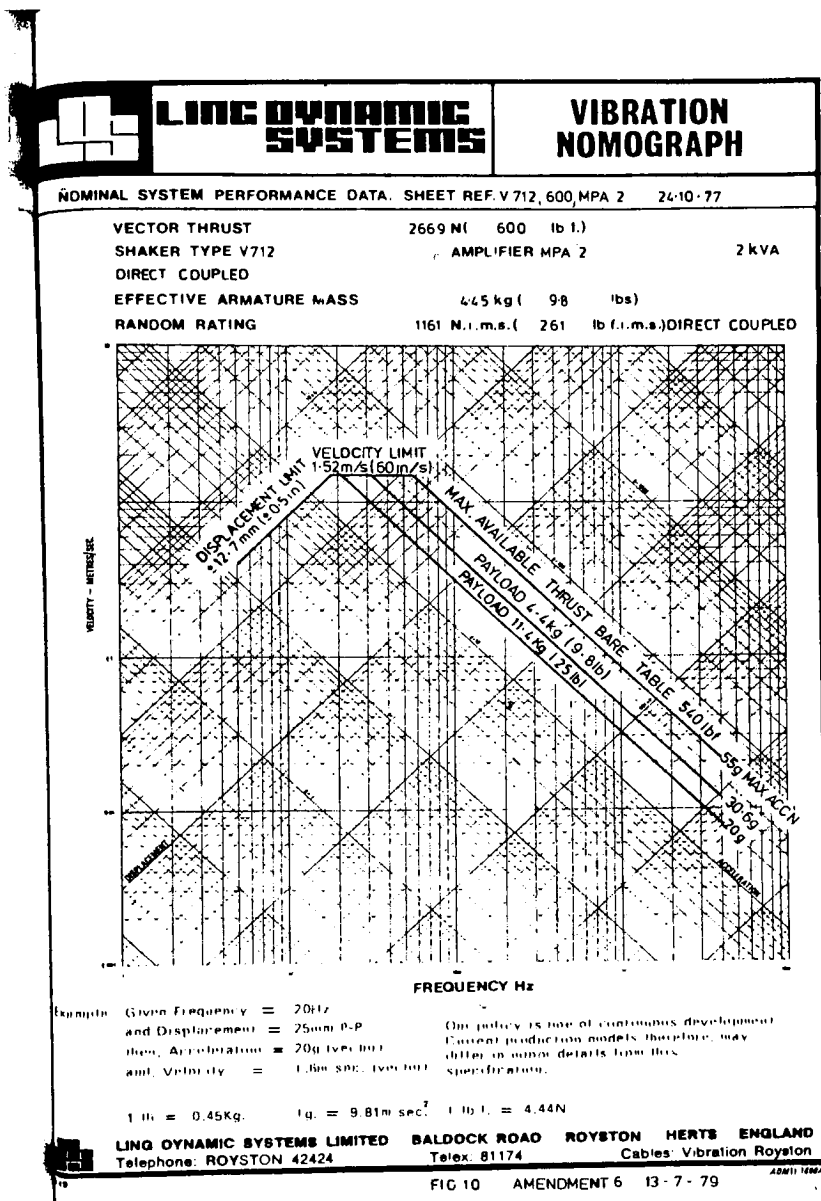 LING DYNAMIC SYSTEMS
VIBRATION NOMOGRAPH
NOMINAL SYSTEM PERFORMANCE DATA. SHEET REF. V 712, 600, MPA 2 24·10·77
VECTOR THRUST 2669 N( 600 lb f.)
SHAKER TYPE V712 AMPLIFIER MPA 2 2 kVA
DIRECT COUPLED
EFFECTIVE ARMATURE MASS 4·45 kg ( 9·8 lbs)
RANDOM RATING 1161 N.r.m.s.( 261 lb f.r.m.s.)DIRECT COUPLED
VELOCITY LIMIT
1·52m/s(60in/s)
DISPLACEMENT LIMIT
±12·7mm(±0·5in)
MAX AVAILABLE THRUST BARE TABLE 540 lbf
55g MAX ACCN
PAYLOAD 4·4kg (9·8lb)
30·6g
PAYLOAD 11·4Kg (25lb)
20g
VELOCITY – METRES/SEC.
DISPLACEMENT
ACCELERATION
FREQUENCY Hz
Example Given Frequency = 20Hz
and Displacement = 25mm P-P
then, Acceleration = 20g (vector)
and, Velocity = 1,6m sec. (vector)
Our policy is one of continuous development
Current production models therefore, may
differ in minor details from this
specification.
1 lb = 0.45Kg. 1g. = 9.81m sec.² 1 lb f. = 4.44N
LING DYNAMIC SYSTEMS LIMITED BALDOCK ROAD ROYSTON HERTS ENGLAND
Telephone: ROYSTON 42424 Telex: 81174 Cables: Vibration Royston
FIG 10 AMENDMENT 6 13 - 7 - 79